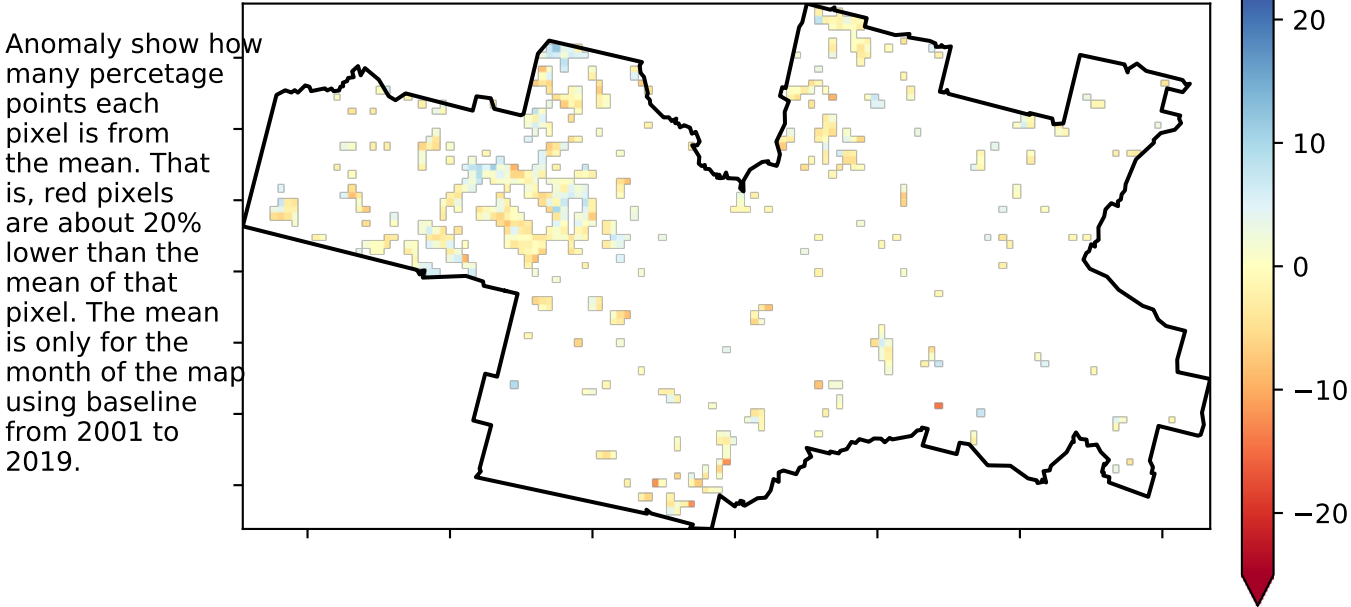 Anomaly show how
many percetage
points each
pixel is from
the mean. That
is, red pixels
are about 20%
lower than the
mean of that
pixel. The mean
is only for the
month of the map
using baseline
from 2001 to
2019.
20
10
0
−10
−20